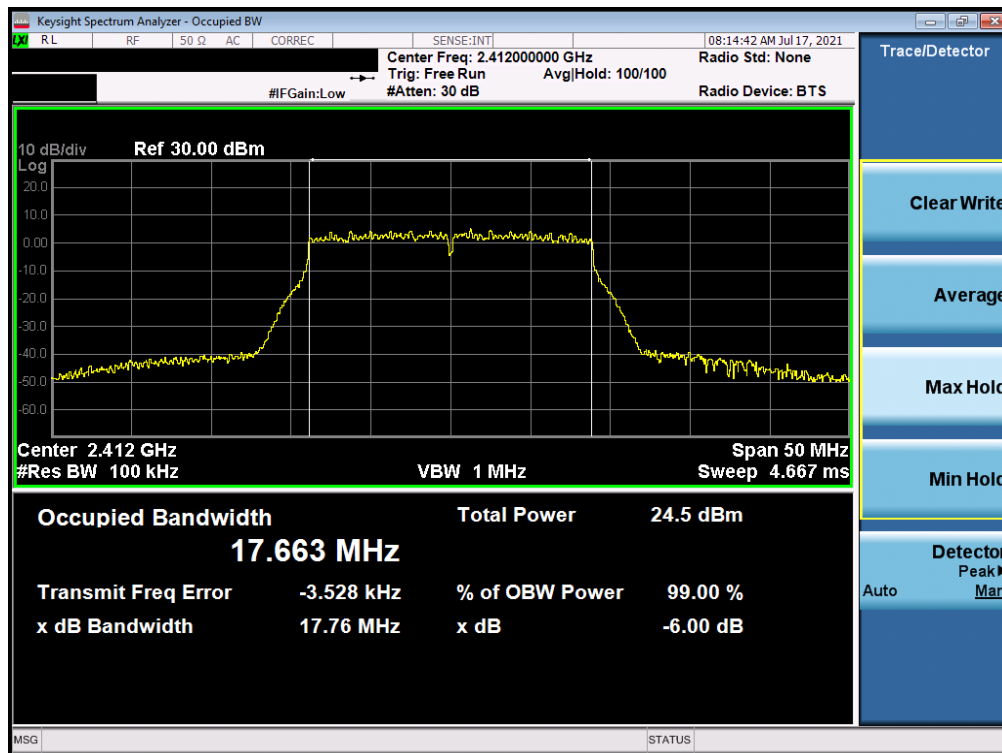 Keysight Spectrum Analyzer - Occupied BW
LXI RL RF 50 Ω AC CORREC SENSE:INT 08:14:42 AM Jul 17, 2021
Center Freq: 2.412000000 GHz Radio Std: None
Trig: Free Run Avg|Hold: 100/100
#IFGain:Low #Atten: 30 dB Radio Device: BTS
Trace/Detector
10 dB/div Ref 30.00 dBm
Log
20.0
10.0
0.00
-10.0
-20.0
-30.0
-40.0
-50.0
-60.0
Center 2.412 GHz Span 50 MHz
#Res BW 100 kHz VBW 1 MHz Sweep 4.667 ms
Occupied Bandwidth Total Power 24.5 dBm
17.663 MHz
Transmit Freq Error -3.528 kHz % of OBW Power 99.00 %
x dB Bandwidth 17.76 MHz x dB -6.00 dB
Clear Write
Average
Max Hold
Min Hold
Detector
Peak
Auto Man
MSG STATUS